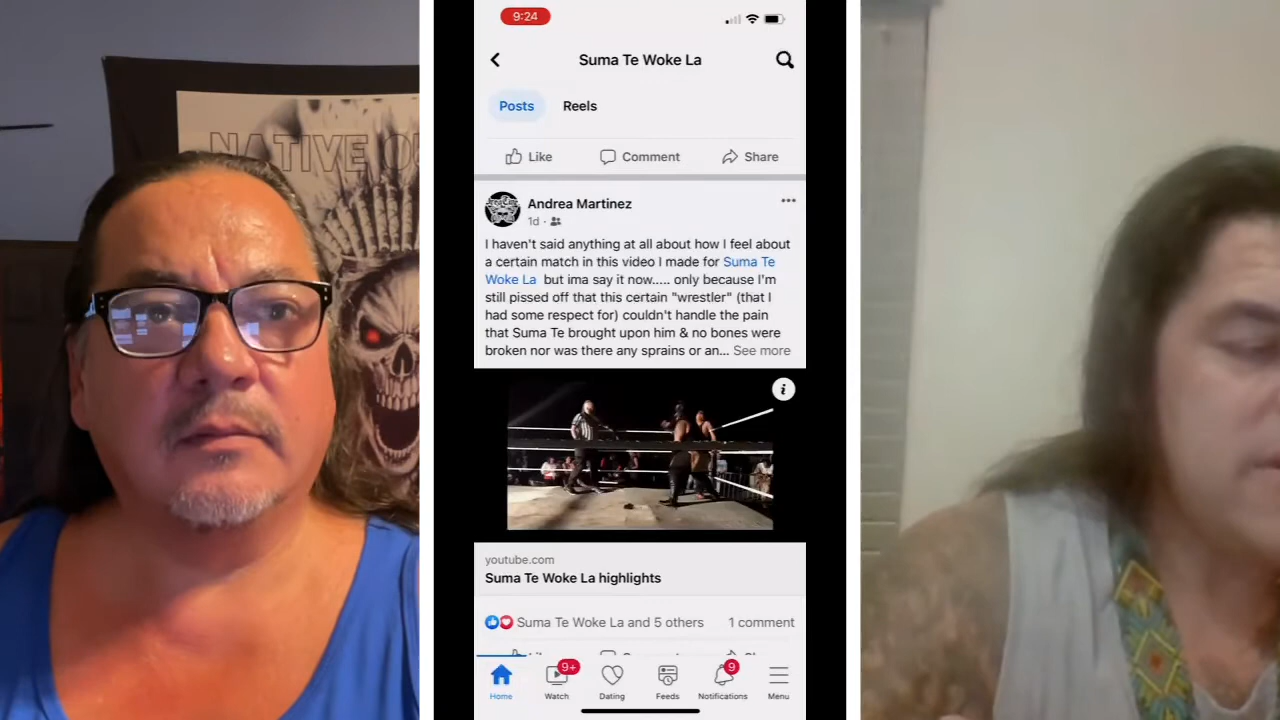 NATIVE
9:24
Suma Te Woke La
Posts
Reels
Like
Comment
Share
Andrea Martinez
1d ·
I haven't said anything at all about how I feel about
a certain match in this video I made for Suma Te
Woke La but ima say it now..... only because I'm
still pissed off that this certain "wrestler" (that I
had some respect for) couldn't handle the pain
that Suma Te brought upon him & no bones were
broken nor was there any sprains or an... See more
youtube.com
Suma Te Woke La highlights
Suma Te Woke La and 5 others
1 comment
9+
9
Home
Watch
Dating
Feeds
Notifications
Menu